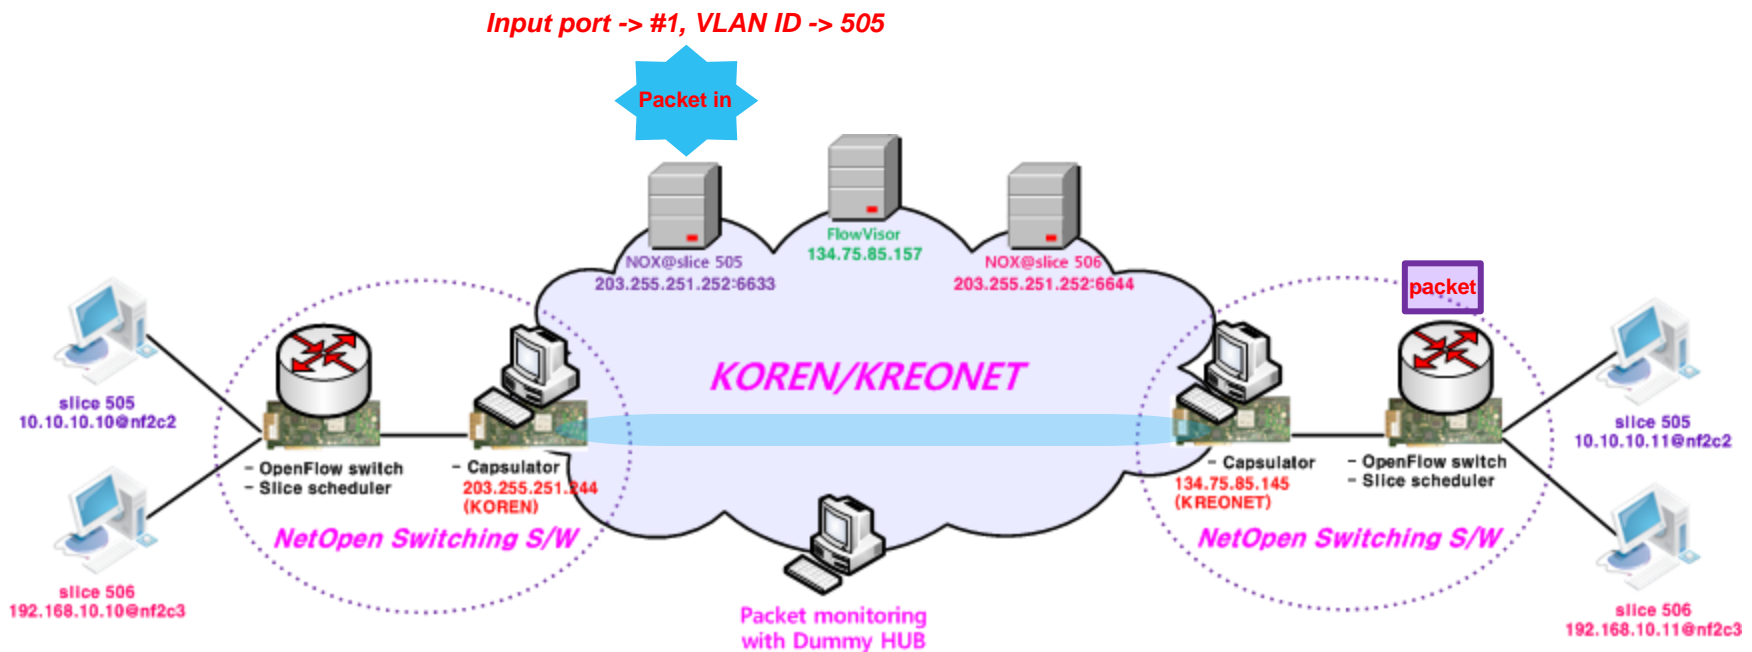 Input port -> #1, VLAN ID -> 505
Packet in
FlowVisor
134.75.85.157
NOX@slice 505
203.255.251.252:6633
NOX@slice 506
203.255.251.252:6644
packet
KOREN/KREONET
slice 505
10.10.10.10@nf2c2
- OpenFlow switch
- Slice scheduler
- Capsulator
203.255.251.244
(KOREN)
NetOpen Switching S/W
slice 506
192.168.10.10@nf2c3
- Capsulator
134.75.85.145
(KREONET)
- OpenFlow switch
- Slice scheduler
NetOpen Switching S/W
slice 505
10.10.10.11@nf2c2
slice 506
192.168.10.11@nf2c3
Packet monitoring
with Dummy HUB